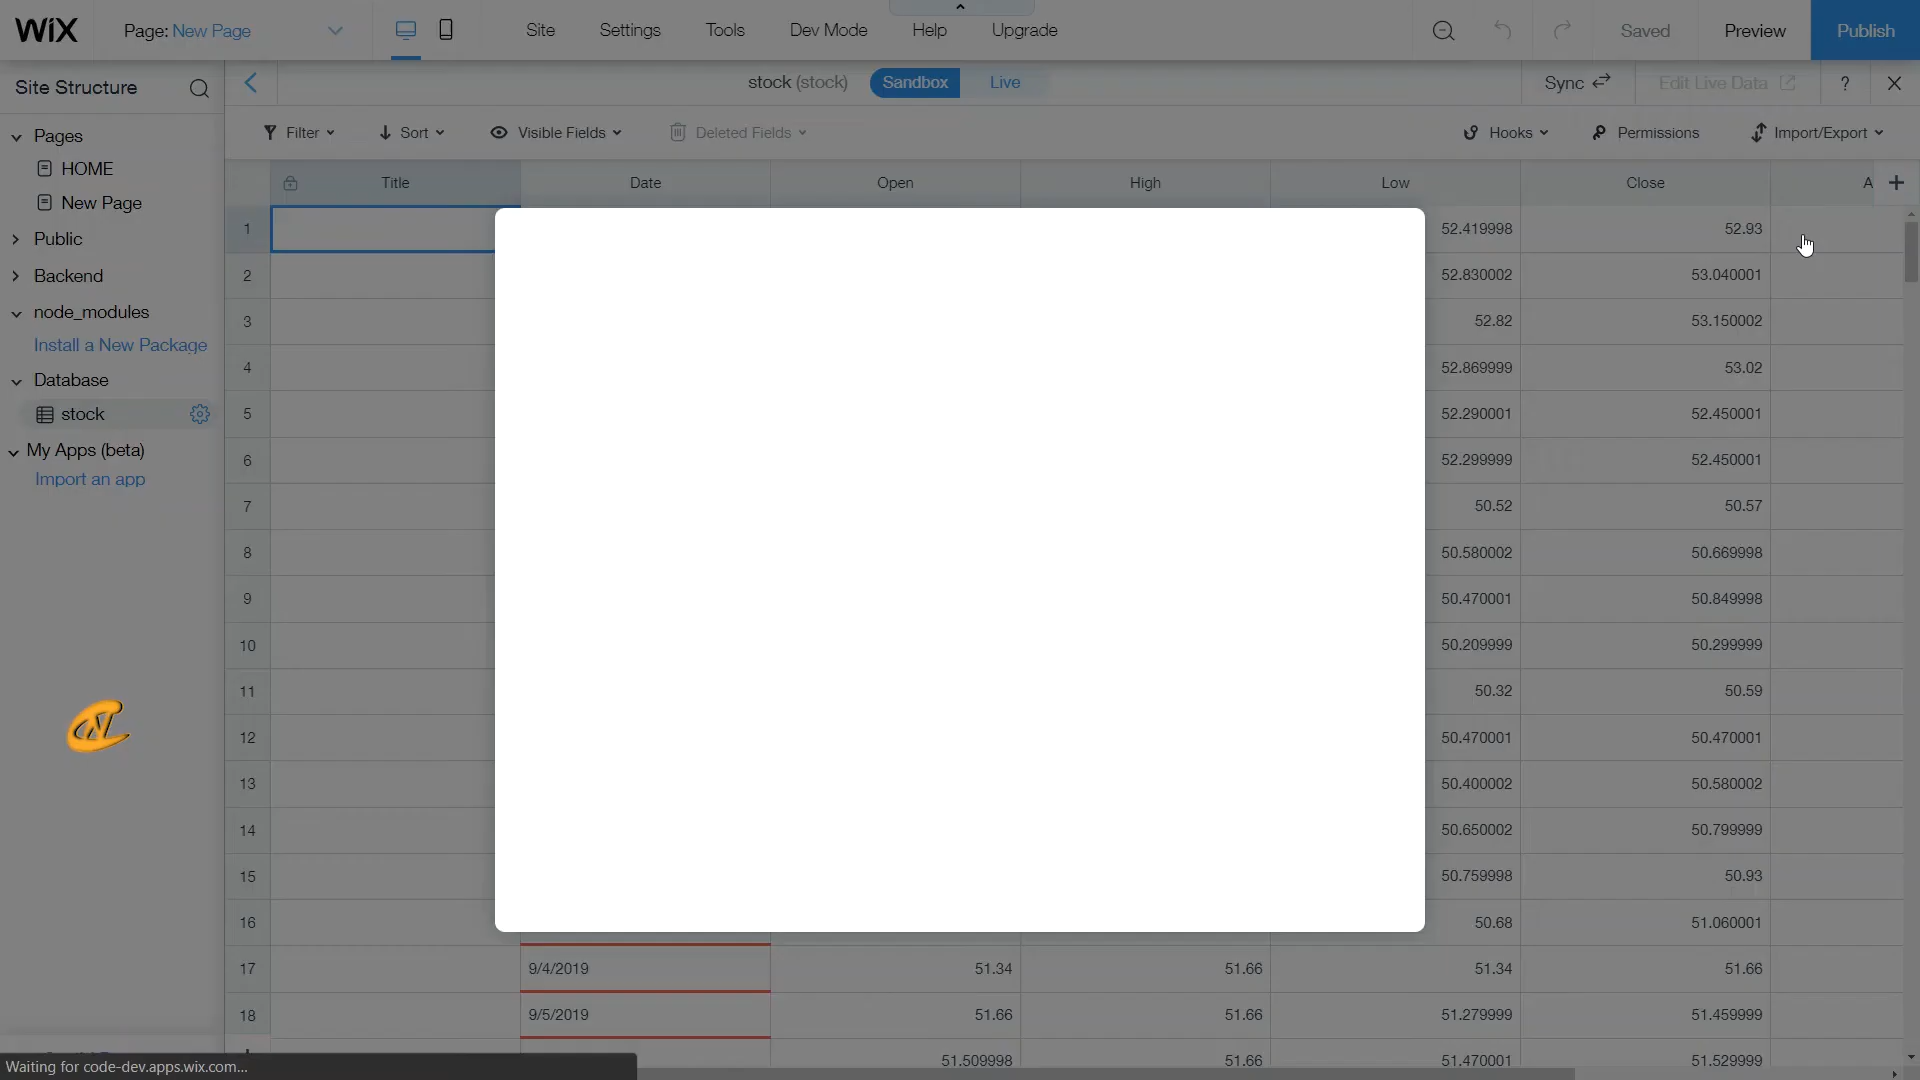 WiX Page: New Page Site Settings Tools Dev Mode Help Upgrade Saved Preview Publish
Site Structure stock (stock) Sandbox Live Sync Edit Live Data ?
Filter Sort Visible Fields Deleted Fields Hooks Permissions Import/Export
Pages
HOME
New Page
Public
Backend
node_modules
Install a New Package
Database
stock
My Apps (beta)
Import an app
Title Date Open High Low Close A
1 52.419998 52.93
2 52.830002 53.040001
3 52.82 53.150002
4 52.869999 53.02
5 52.290001 52.450001
6 52.299999 52.450001
7 50.52 50.57
8 50.580002 50.669998
9 50.470001 50.849998
10 50.209999 50.299999
11 50.32 50.59
12 50.470001 50.470001
13 50.400002 50.580002
14 50.650002 50.799999
15 50.759998 50.93
16 50.68 51.060001
17 9/4/2019 51.34 51.66 51.34 51.66
18 9/5/2019 51.66 51.66 51.279999 51.459999
51.509998 51.66 51.470001 51.529999
Waiting for code-dev.apps.wix.com...